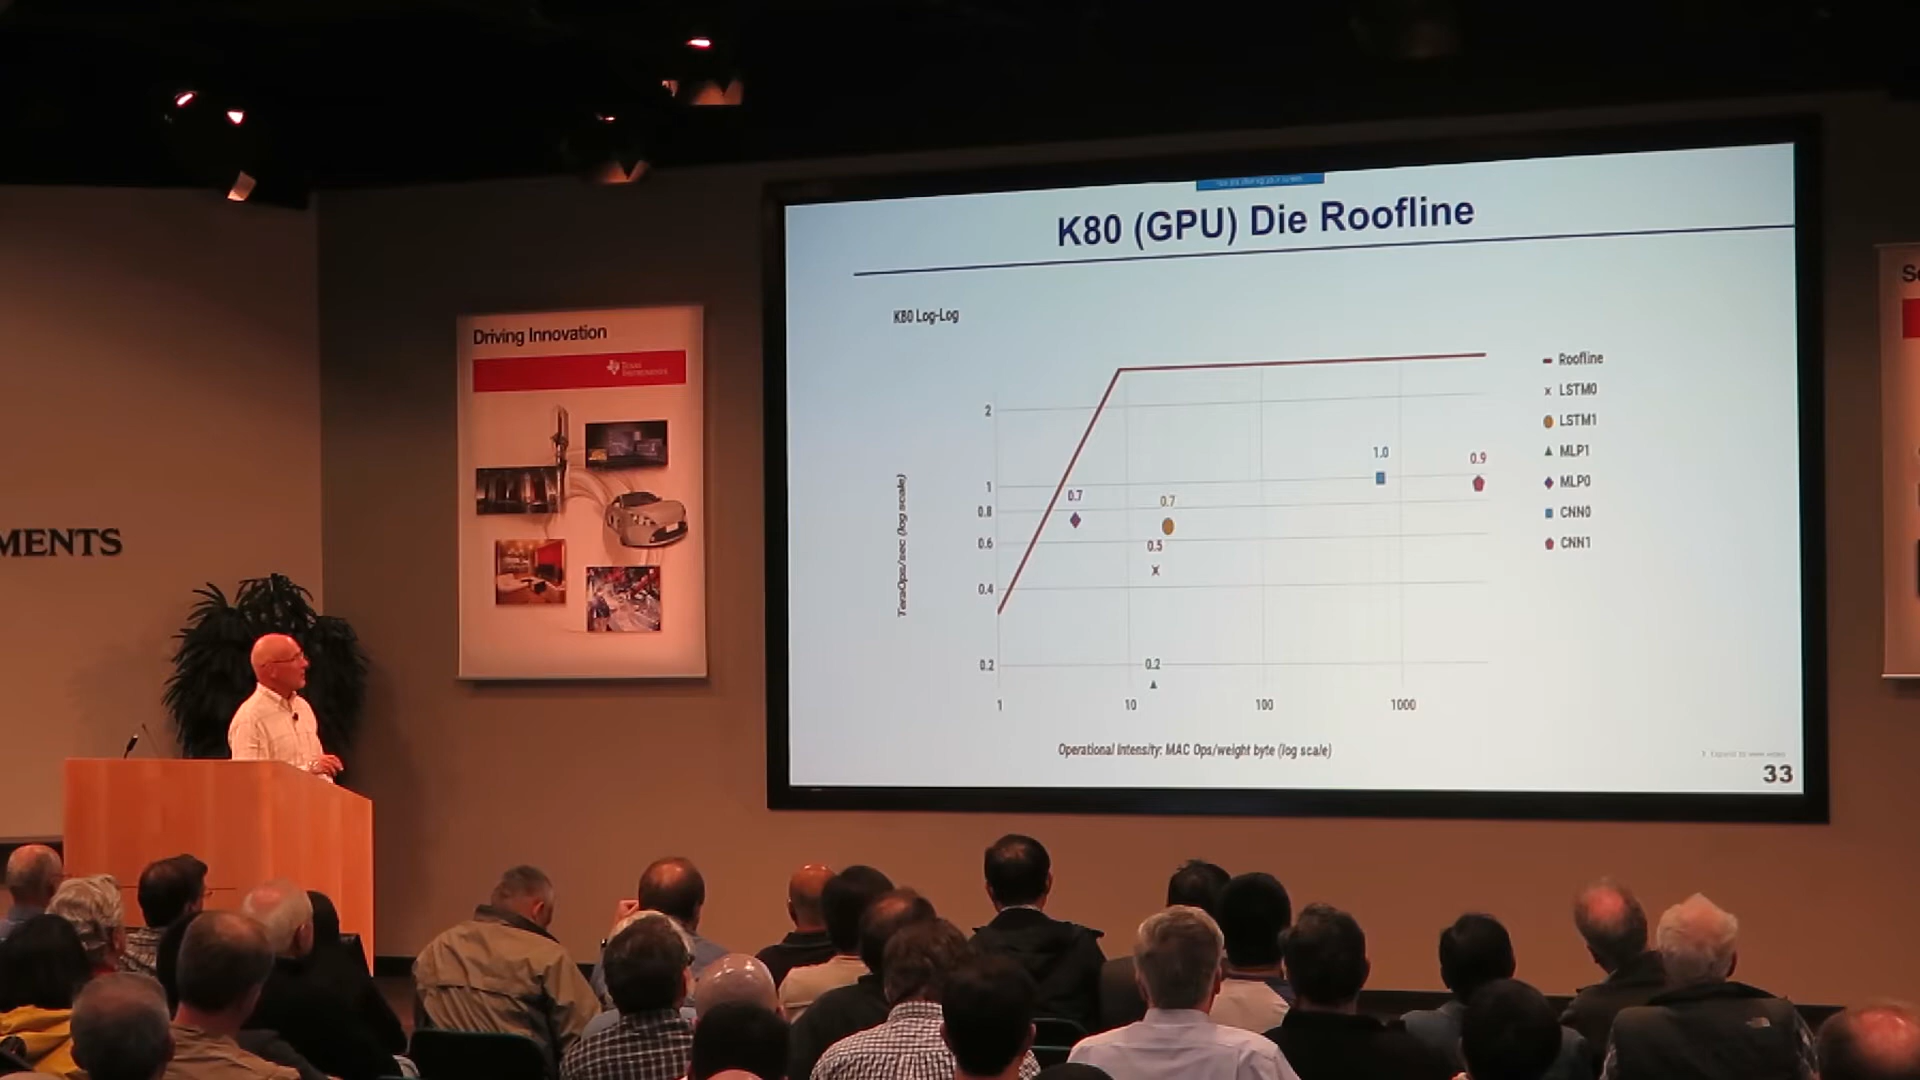 MENTS
Driving Innovation
TEXAS
INSTRUMENTS
K80 (GPU) Die Roofline
K80 Log-Log
TeraOps/sec (log scale)
2
1
0.8
0.6
0.4
0.2
0.7
0.7
0.5
0.2
1.0
0.9
1
10
100
1000
Operational Intensity: MAC Ops/weight byte (log scale)
Roofline
LSTM0
LSTM1
MLP1
MLP0
CNN0
CNN1
33